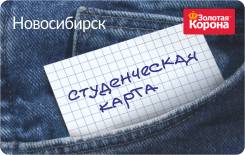 Новосибирск
Золотая
Корона
студенческая
карта